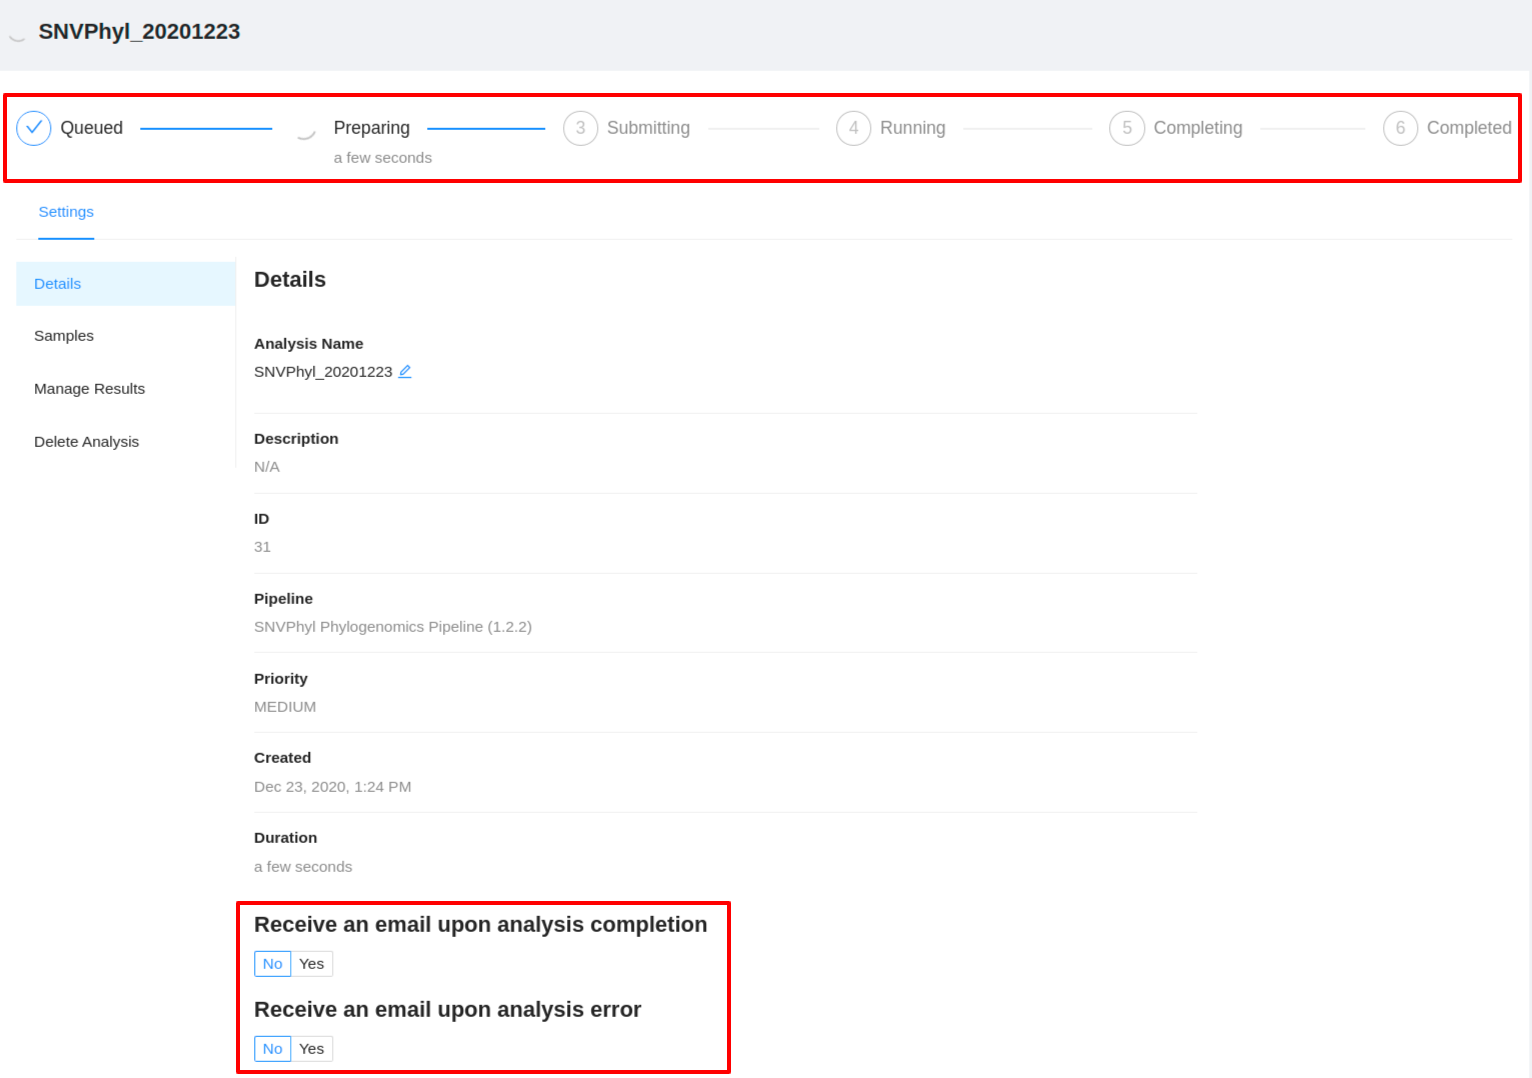 SNVPhyl_20201223
Queued Preparing 3 Submitting 4 Running 5 Completing 6 Completed
a few seconds
Settings
Details
Samples
Manage Results
Delete Analysis
Details
Analysis Name
SNVPhyl_20201223
Description
N/A
ID
31
Pipeline
SNVPhyl Phylogenomics Pipeline (1.2.2)
Priority
MEDIUM
Created
Dec 23, 2020, 1:24 PM
Duration
a few seconds
Receive an email upon analysis completion
No Yes
Receive an email upon analysis error
No Yes